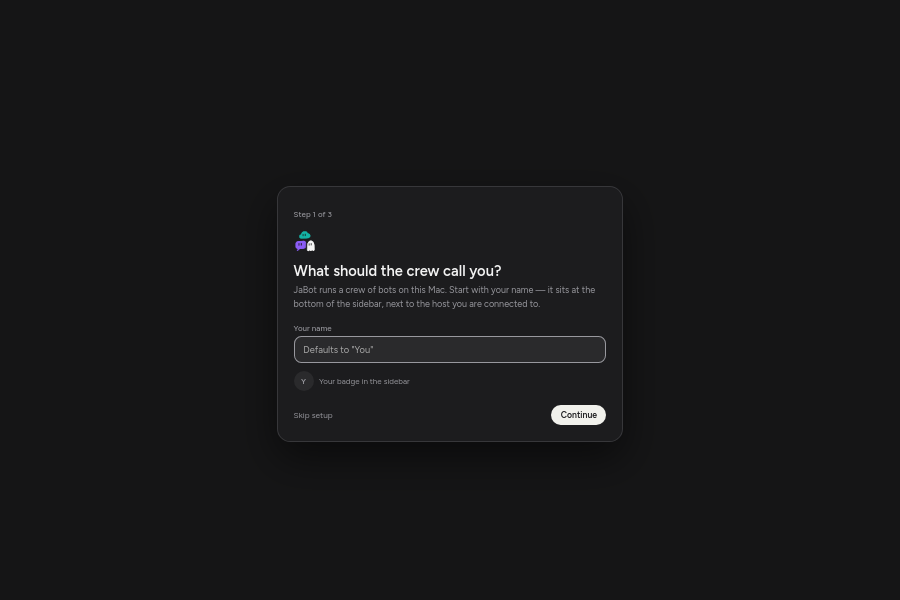 Step 1 of 3
What should the crew call you?
JaBot runs a crew of bots on this Mac. Start with your name — it sits at the
bottom of the sidebar, next to the host you are connected to.
Your name
Defaults to "You"
Y
Your badge in the sidebar
Skip setup
Continue